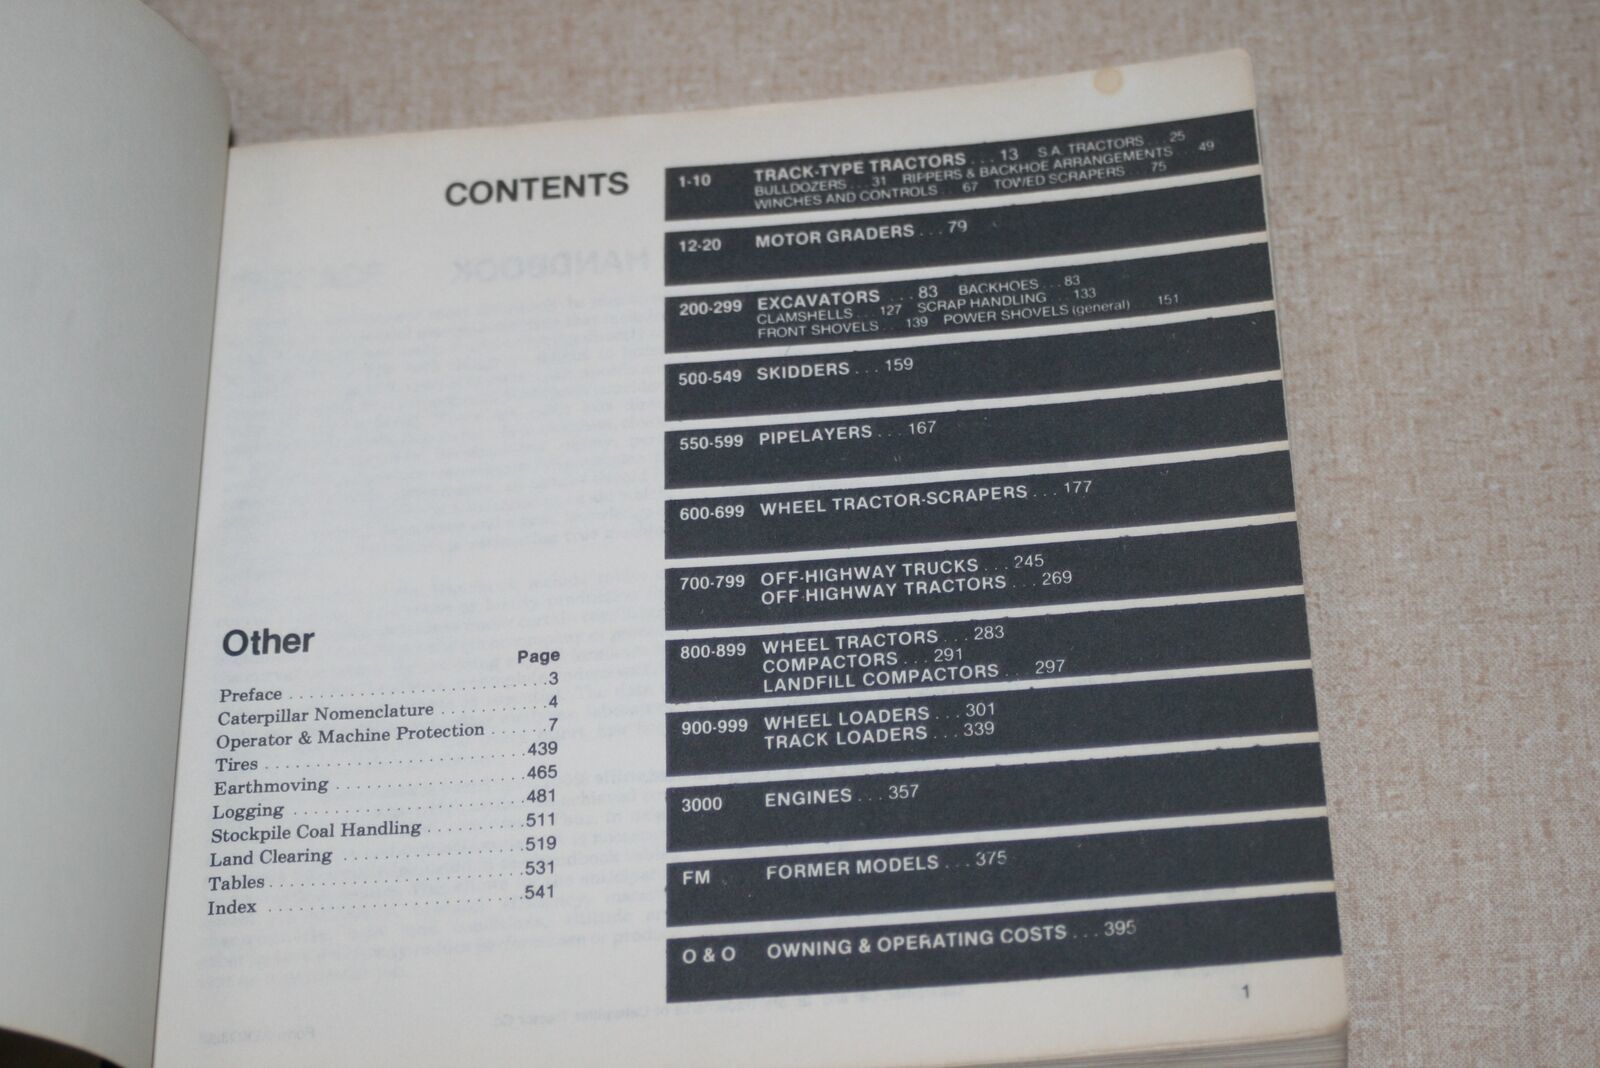 CONTENTS
1-10 TRACK-TYPE TRACTORS . . . 13 S.A. TRACTORS . . . 25
BULLDOZERS . . . 31 RIPPERS & BACKHOE ARRANGEMENTS . . 49
WINCHES AND CONTROLS . . 67 TOWED SCRAPERS . . . 75
12-20 MOTOR GRADERS . . . 79
200-299 EXCAVATORS . . . 83 BACKHOES . . . 83
CLAMSHELLS . . . 127 SCRAP HANDLING . . . 133
FRONT SHOVELS . . . 139 POWER SHOVELS (general) 151
500-549 SKIDDERS . . . 159
550-599 PIPELAYERS . . . 167
600-699 WHEEL TRACTOR-SCRAPERS . . . 177
700-799 OFF-HIGHWAY TRUCKS . . . 245
OFF-HIGHWAY TRACTORS . . . 269
800-899 WHEEL TRACTORS . . . 283
COMPACTORS . . . 291
LANDFILL COMPACTORS . . . 297
900-999 WHEEL LOADERS . . . 301
TRACK LOADERS . . . 339
3000 ENGINES . . . 357
FM FORMER MODELS . . . 375
O & O OWNING & OPERATING COSTS . . . 395
Other
Page
Preface . . . . . . . . . . . . . . . . . . . . . . . . . 3
Caterpillar Nomenclature . . . . . . . . . . 4
Operator & Machine Protection . . . . . . 7
Tires . . . . . . . . . . . . . . . . . . . . . . . . . 439
Earthmoving . . . . . . . . . . . . . . . . . . 465
Logging . . . . . . . . . . . . . . . . . . . . . . 481
Stockpile Coal Handling . . . . . . . . . . 511
Land Clearing . . . . . . . . . . . . . . . . . 519
Tables . . . . . . . . . . . . . . . . . . . . . . . . 531
Index . . . . . . . . . . . . . . . . . . . . . . . . 541
1